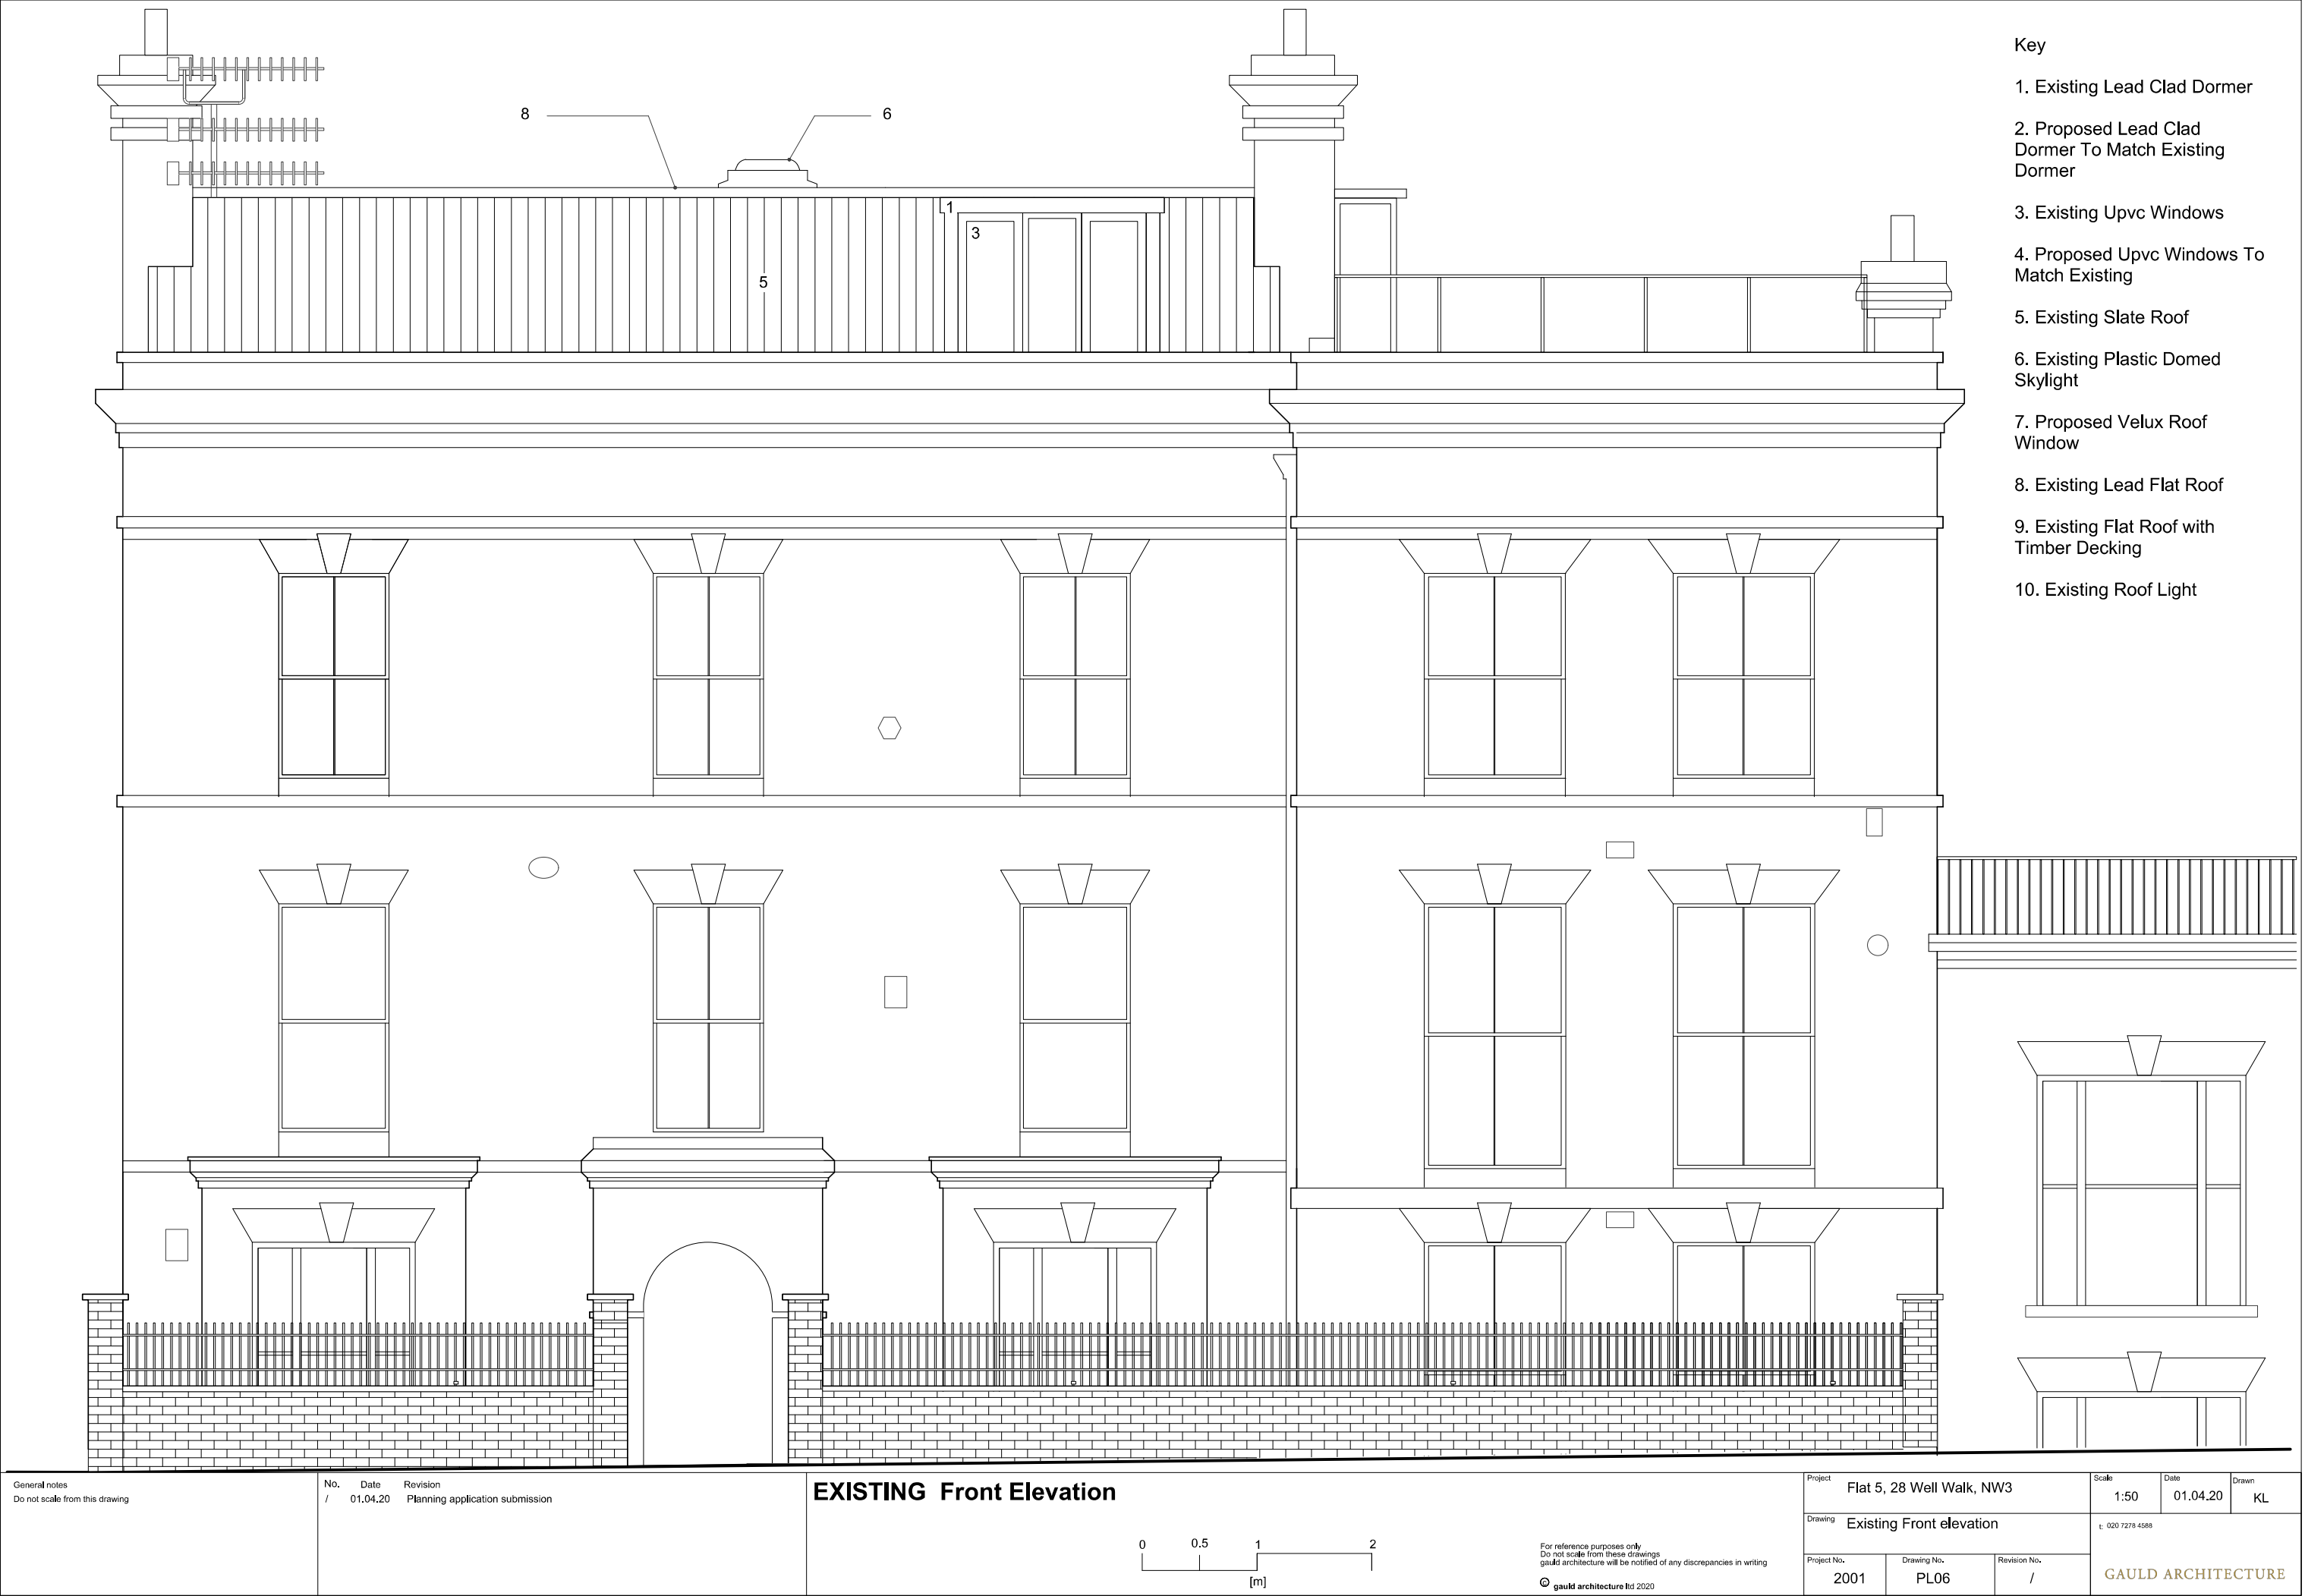 Key
1. Existing Lead Clad Dormer
2. Proposed Lead Clad
Dormer To Match Existing
Dormer
3. Existing Upvc Windows
4. Proposed Upvc Windows To
Match Existing
5. Existing Slate Roof
6. Existing Plastic Domed
Skylight
7. Proposed Velux Roof
Window
8. Existing Lead Flat Roof
9. Existing Flat Roof with
Timber Decking
10. Existing Roof Light
8
6
1
3
5
General notes
Do not scale from this drawing
No. Date Revision
/ 01.04.20 Planning application submission
EXISTING Front Elevation
0 0.5 1 2
[m]
For reference purposes only
Do not scale from these drawings
gauld architecture will be notified of any discrepancies in writing
© gauld architecture ltd 2020
Project
Flat 5, 28 Well Walk, NW3
Drawing
Existing Front elevation
Project No.
2001
Drawing No.
PL06
Revision No.
/
Scale
1:50
Date
01.04.20
Drawn
KL
t: 020 7278 4588
GAULD ARCHITECTURE